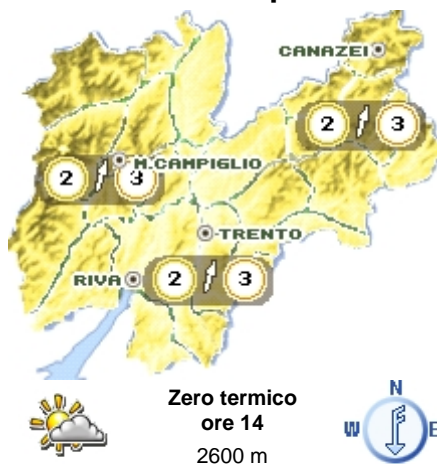 CANAZEI
2 3
M.CAMPIGLIO
2 3
TRENTO
RIVA
2 3
Zero termico
ore 14
2600 m
N
W E